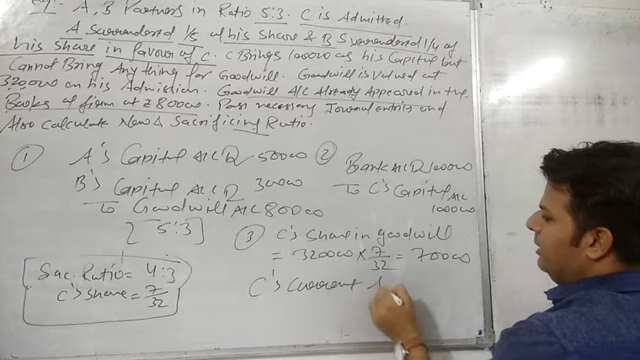 Eg:- A, B Partners in Ratio 5:3. C is Admitted.
A Surrendered 1/5 of his Share & B Surrendered 1/4 of
his Share in favour of C. C Brings 100000 as his Capital but
Cannot Bring Anything for Goodwill. Goodwill is Valued at
320000 on his Admission. Goodwill A/C Already Appeared in the
Books of firm at ₹ 80000. Pass necessary Journal entries and
Also Calculate New & Sacrificing Ratio.
① A's Capital A/C D 50000
B's Capital A/C D 30000
To Goodwill A/C 80000
[5:3]
Sac. Ratio = 4:3
C's Share = 7/32
② Bank A/C D 100000
To C's Capital A/C
100000
③ C's Share in goodwill
= 320000 × 7/32 = 70000
C's Current